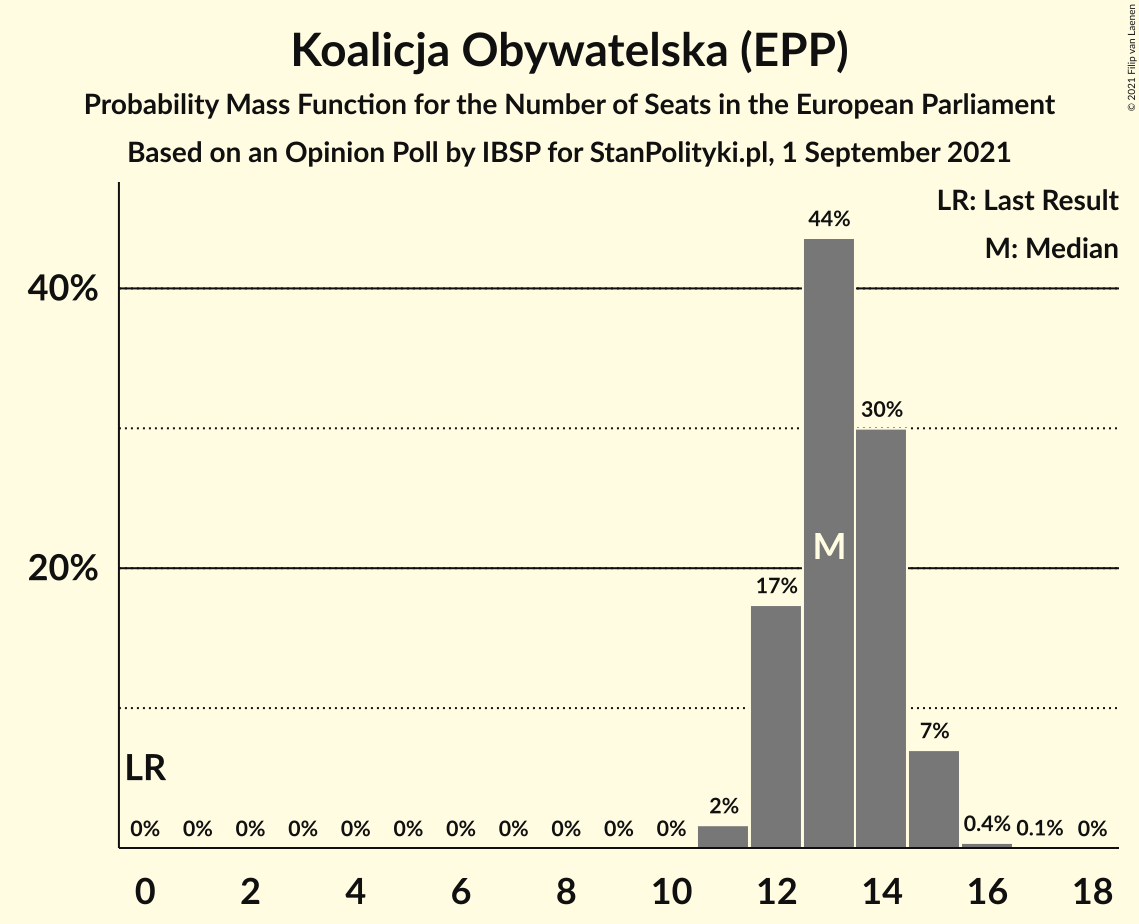 Koalicja Obywatelska (EPP)
Probability Mass Function for the Number of Seats in the European Parliament
Based on an Opinion Poll by IBSP for StanPolityki.pl, 1 September 2021
© 2021 Filip van Laenen
LR: Last Result
M: Median
44%
40%
30%
M
20%
17%
7%
LR
2%
0% 0% 0% 0% 0% 0% 0% 0% 0% 0% 0% 0.4% 0.1% 0%
0 2 4 6 8 10 12 14 16 18